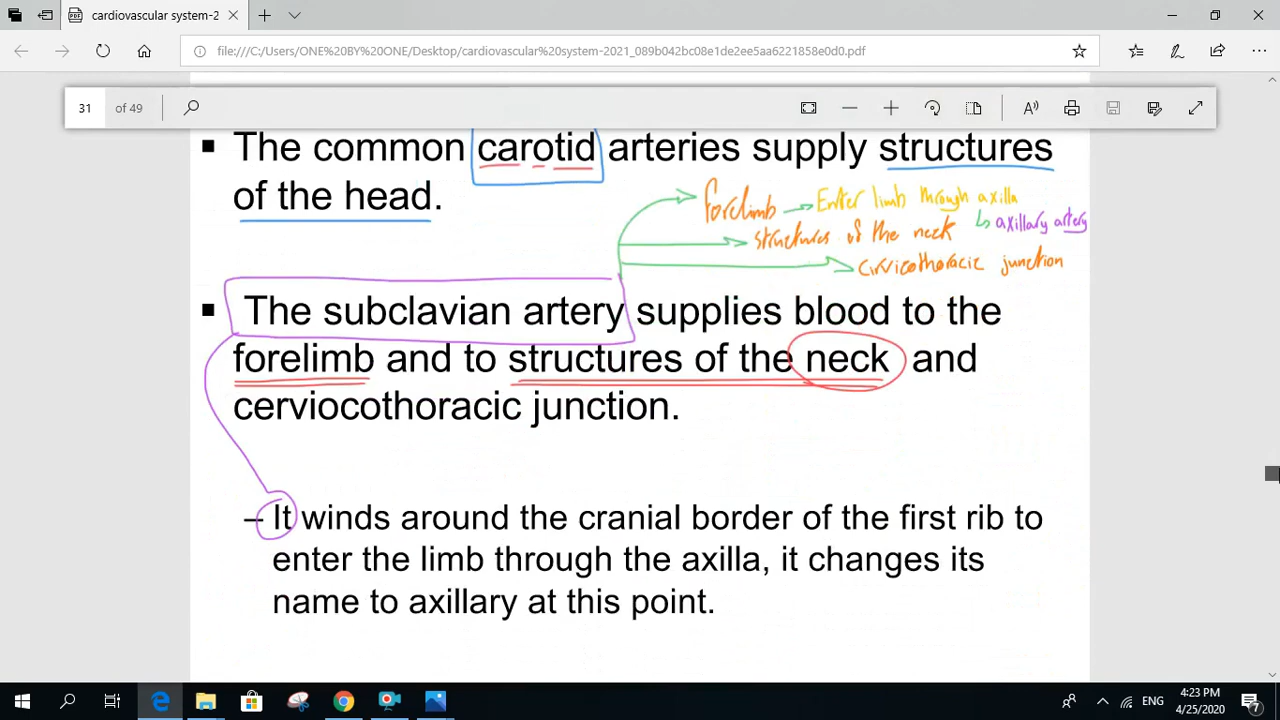 cardiovascular system-2
file:///C:/Users/ONE%20BY%20ONE/Desktop/cardiovascular%20system-2021_089b042bc08e1de2ee5aa6221858e0d0.pdf
31 of 49
The common carotid arteries supply structures
of the head.
forelimb → Enter limb through axilla
↳ axillary artery
structures of the neck
cirvicothoracic junction
The subclavian artery supplies blood to the
forelimb and to structures of the neck and
cerviocothoracic junction.
– It winds around the cranial border of the first rib to
enter the limb through the axilla, it changes its
name to axillary at this point.
ENG
4:23 PM
4/25/2020
7